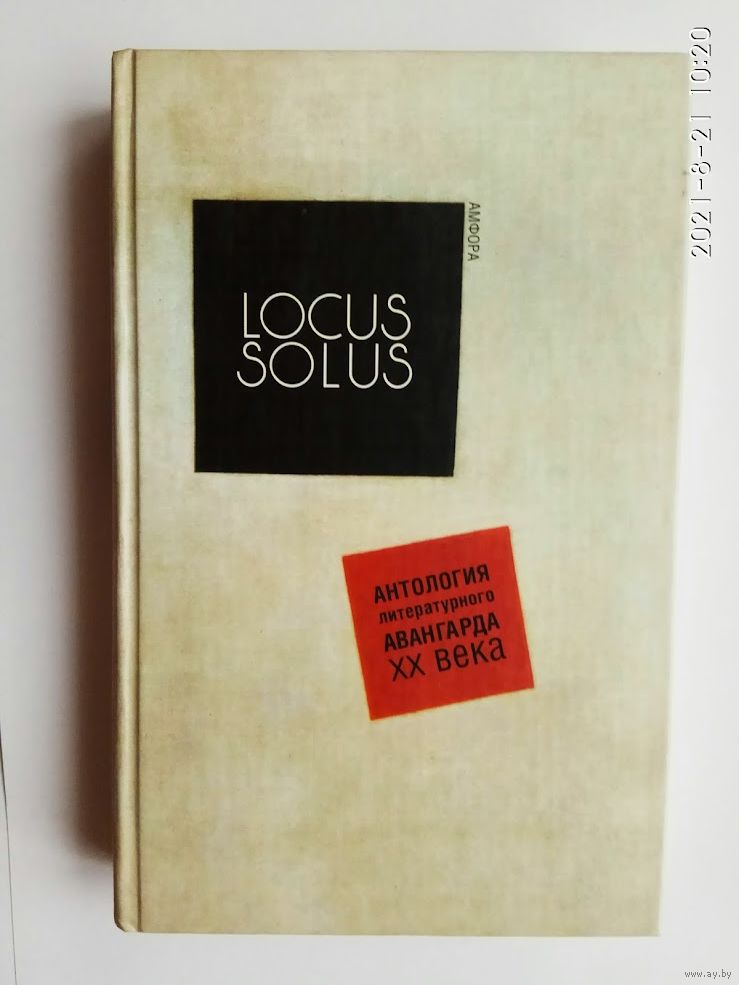 2021-8-21 10:20
АМФОРА
LOCUS
SOLUS
АНТОЛОГИЯ
литературного
АВАНГАРДА
XX века
www.ay.by